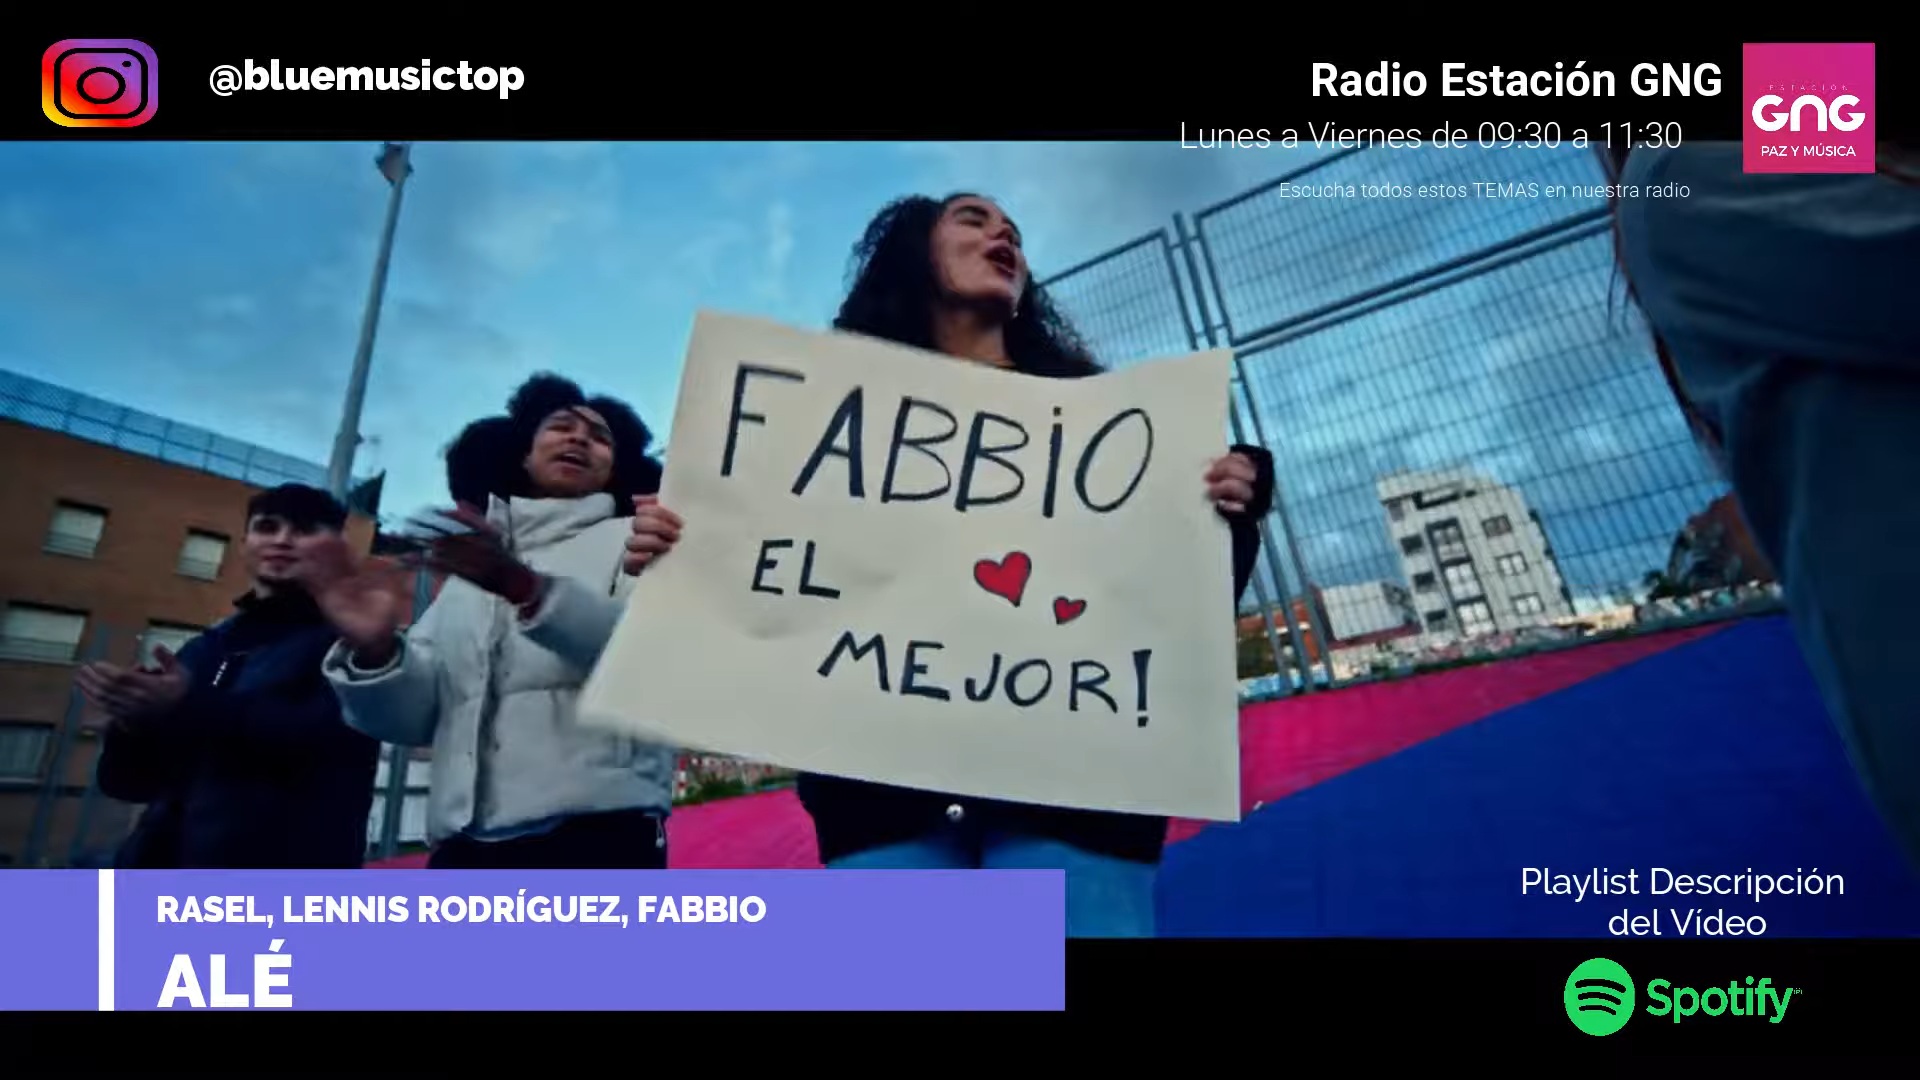 @bluemusictop
Radio Estación GNG
Lunes a Viernes de 09:30 a 11:30
Escucha todos estos TEMAS en nuestra radio
ESTACIÓN
GNG
PAZ Y MÚSICA
FABBIO
EL
MEJOR!
RASEL, LENNIS RODRÍGUEZ, FABBIO
ALÉ
Playlist Descripción
del Vídeo
Spotify